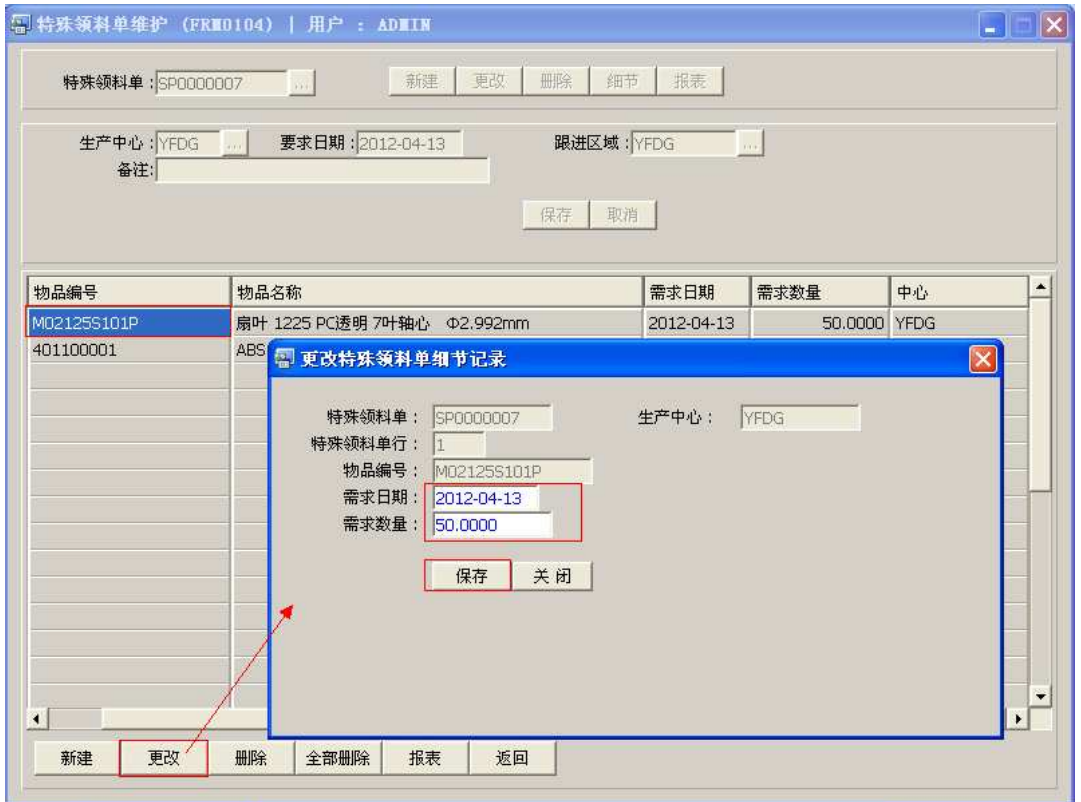 特殊领料单维护 (FRM0104) | 用户 : ADMIN
特殊领料单: SP0000007 ... 新建 更改 删除 细节 报表
生产中心: YFDG ... 要求日期: 2012-04-13 跟进区域: YFDG ...
备注:
保存 取消
物品编号 物品名称 需求日期 需求数量 中心
M02125S101P 扇叶 1225 PC透明 7叶轴心 Φ2.992mm 2012-04-13 50.0000 YFDG
401100001 ABS
更改特殊领料单细节记录
特殊领料单: SP0000007 生产中心: YFDG
特殊领料单行: 1
物品编号: M02125S101P
需求日期: 2012-04-13
需求数量: 50.0000
保存 关闭
新建 更改 删除 全部删除 报表 返回